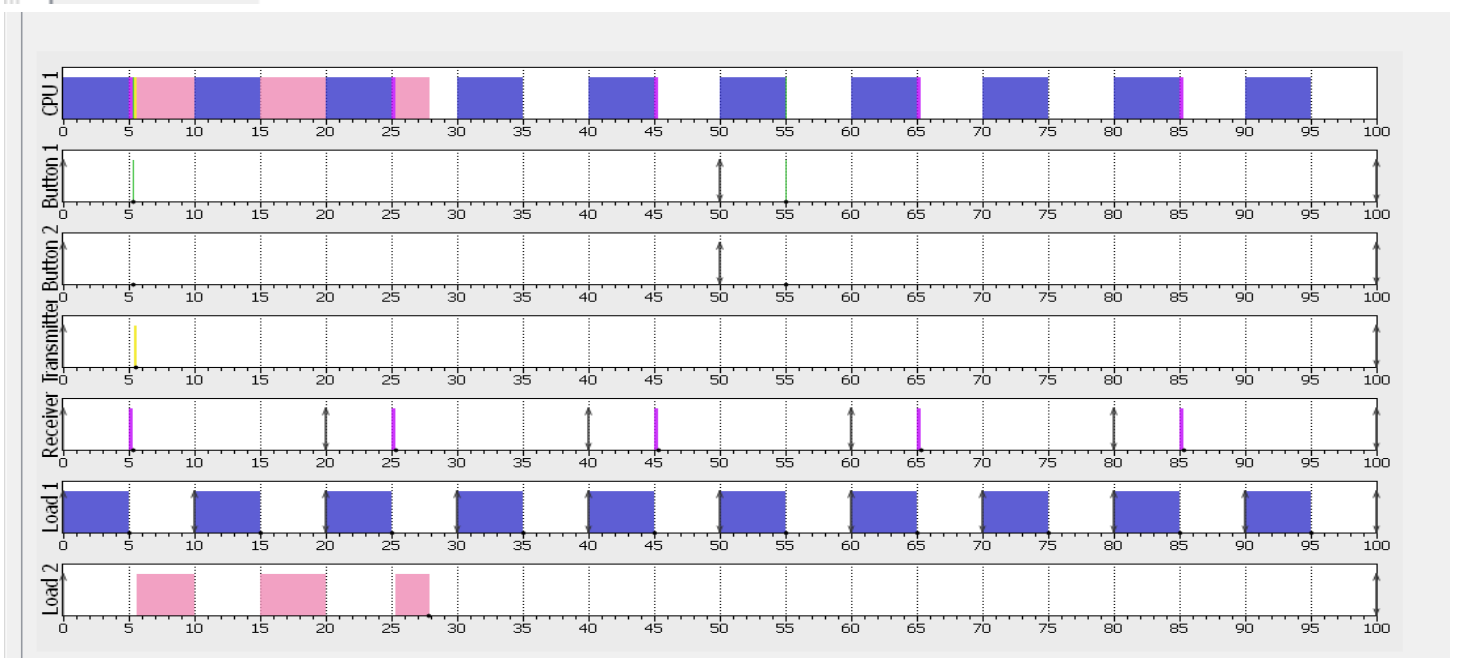 CPU 1
0 5 10 15 20 25 30 35 40 45 50 55 60 65 70 75 80 85 90 95 100
Button 1
0 5 10 15 20 25 30 35 40 45 50 55 60 65 70 75 80 85 90 95 100
Button 2
0 5 10 15 20 25 30 35 40 45 50 55 60 65 70 75 80 85 90 95 100
Transmitter
0 5 10 15 20 25 30 35 40 45 50 55 60 65 70 75 80 85 90 95 100
Receiver
0 5 10 15 20 25 30 35 40 45 50 55 60 65 70 75 80 85 90 95 100
Load 1
0 5 10 15 20 25 30 35 40 45 50 55 60 65 70 75 80 85 90 95 100
Load 2
0 5 10 15 20 25 30 35 40 45 50 55 60 65 70 75 80 85 90 95 100